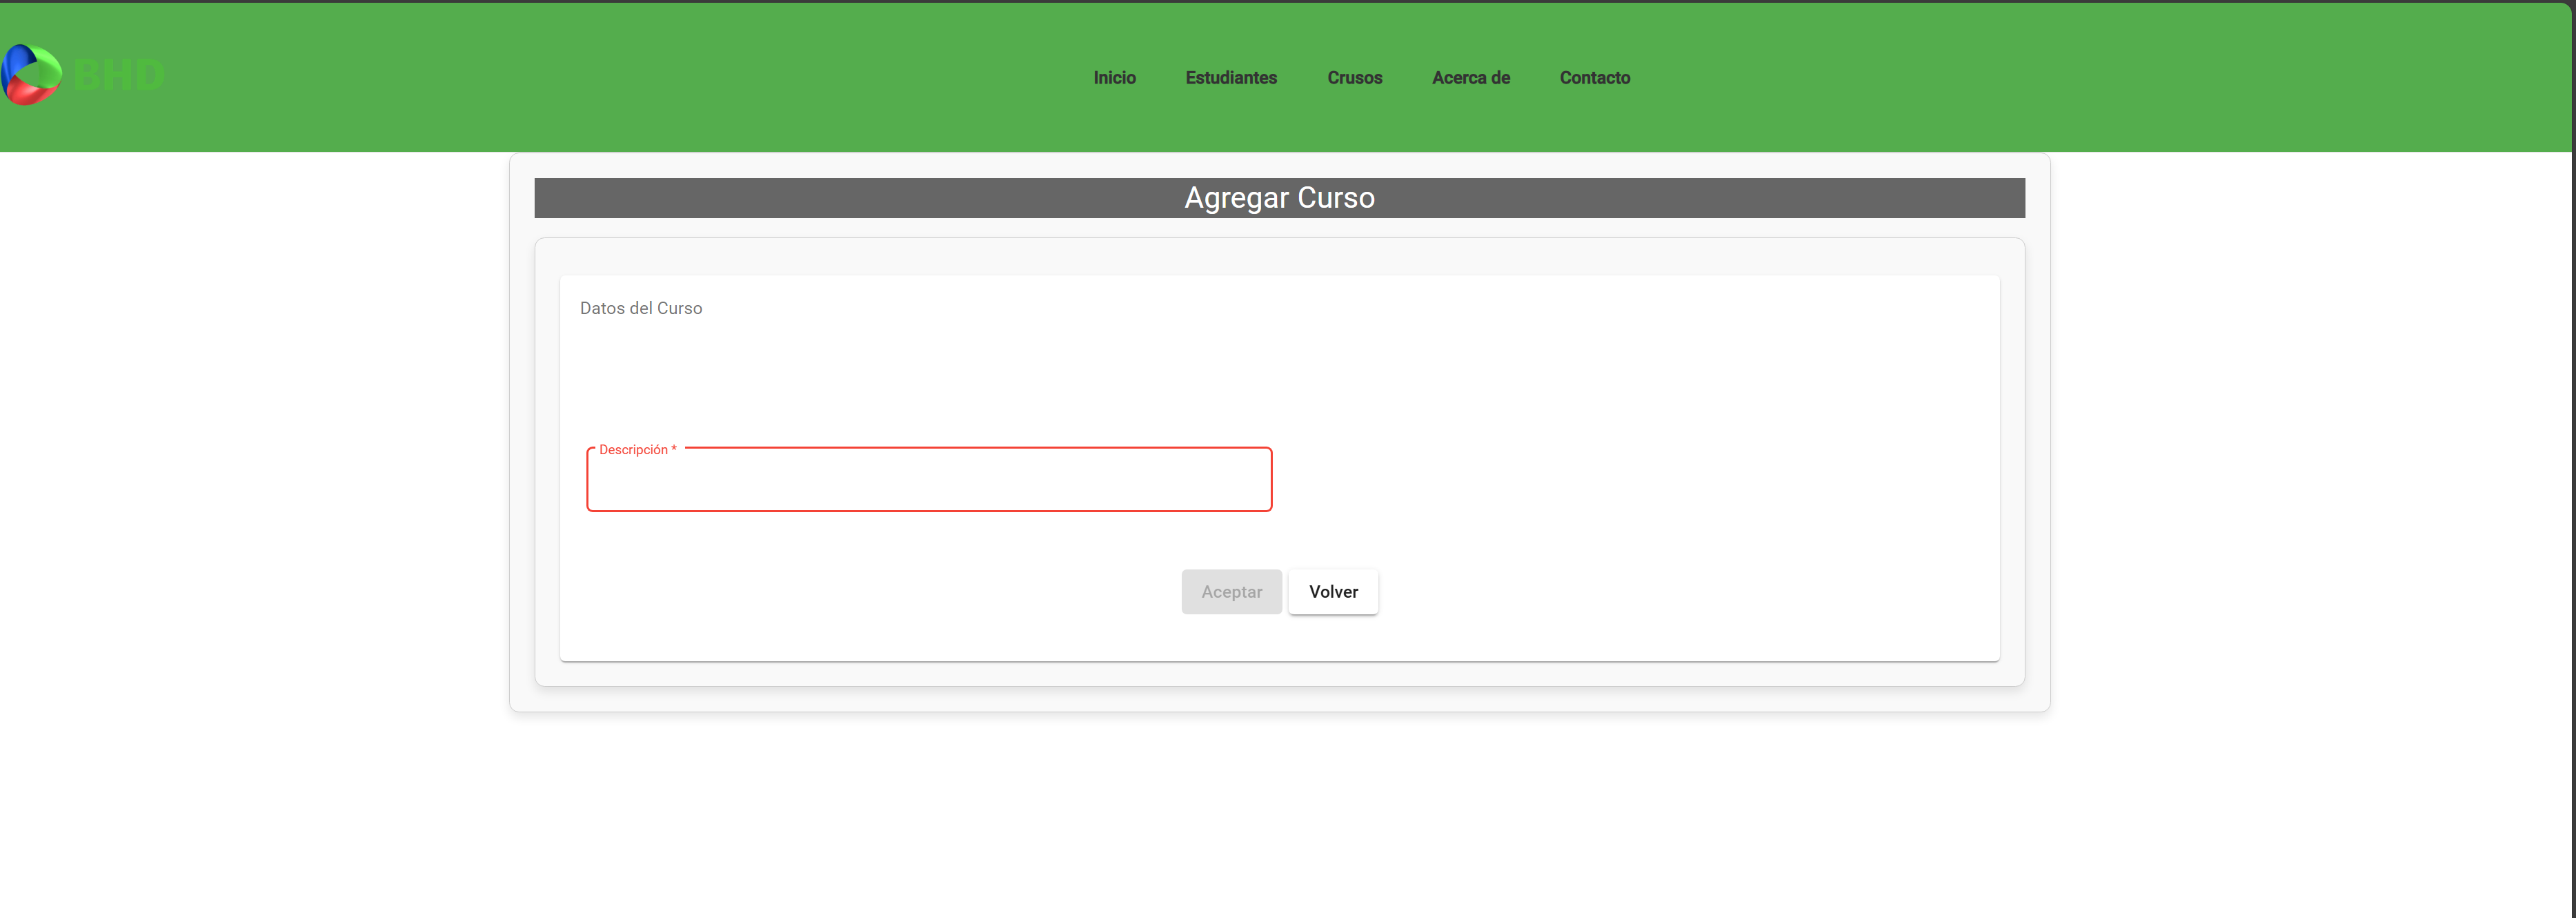 BHD
Inicio Estudiantes Crusos Acerca de Contacto
Agregar Curso
Datos del Curso
Descripción *
Aceptar Volver